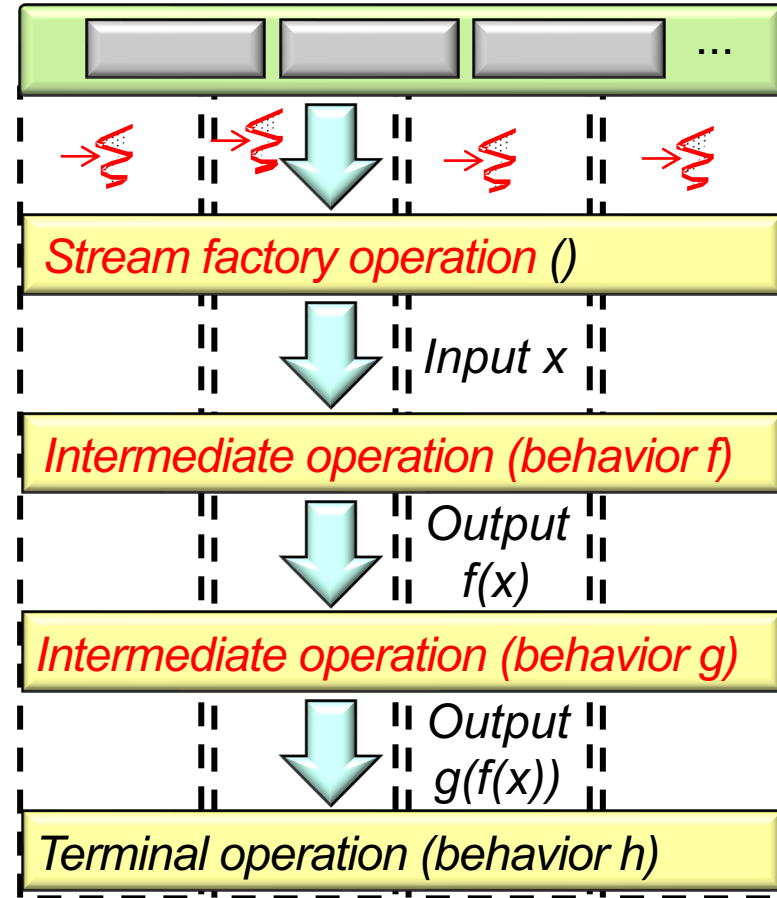 ...
Stream factory operation ()
Input x
Intermediate operation (behavior f)
Output
f(x)
Intermediate operation (behavior g)
Output
g(f(x))
Terminal operation (behavior h)